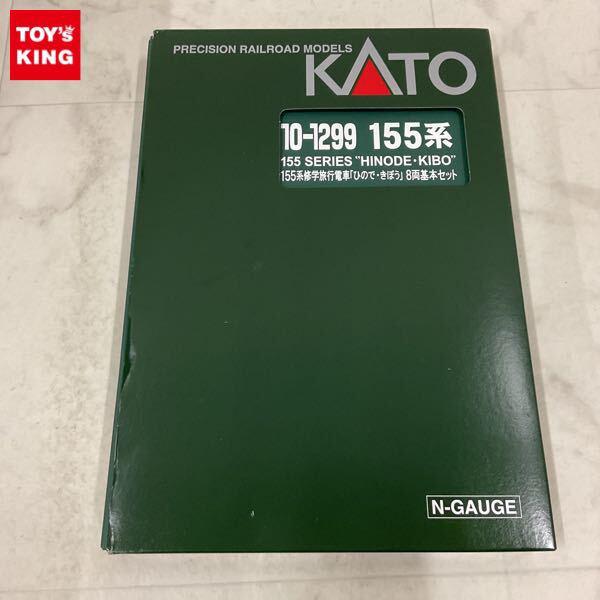 TOY's
KING
PRECISION RAILROAD MODELS
KATO
10-1299 155系
155 SERIES "HINODE・KIBO"
155系修学旅行電車「ひので・きぼう」8両基本セット
N-GAUGE